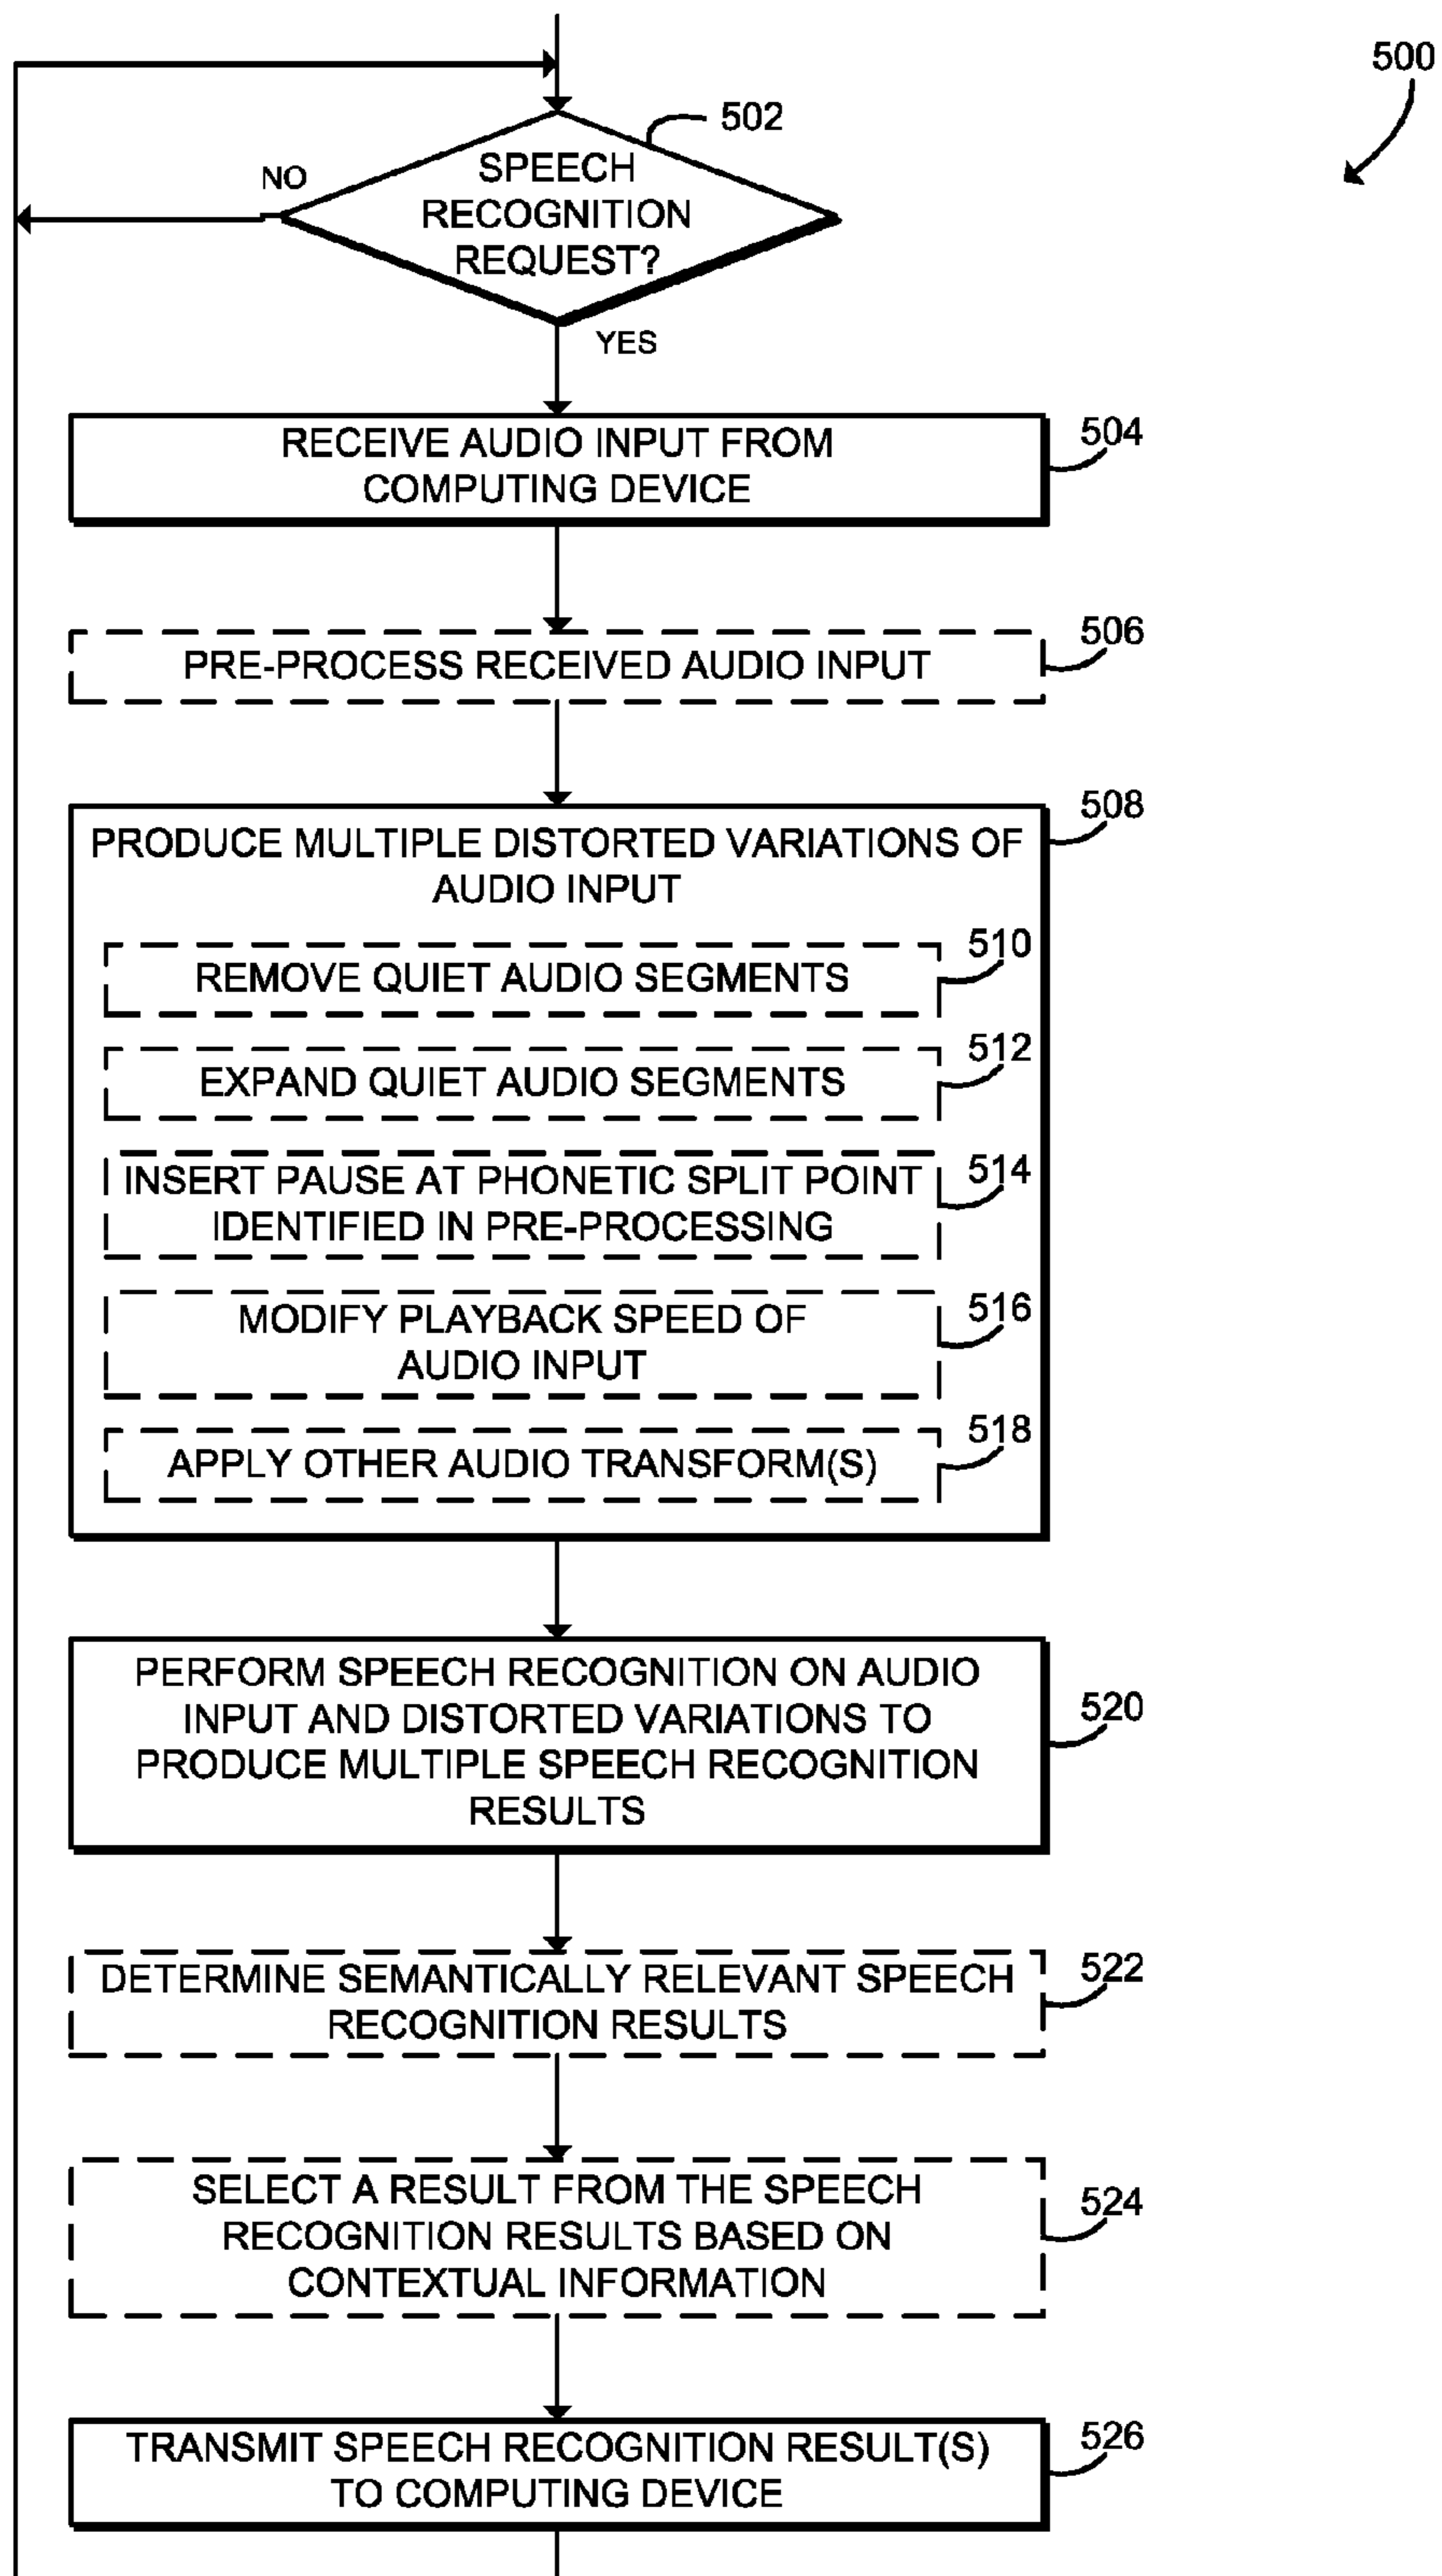 500
502
SPEECH
RECOGNITION
REQUEST?
NO
YES
RECEIVE AUDIO INPUT FROM
COMPUTING DEVICE
504
PRE-PROCESS RECEIVED AUDIO INPUT
506
508
PRODUCE MULTIPLE DISTORTED VARIATIONS OF
AUDIO INPUT
REMOVE QUIET AUDIO SEGMENTS
510
EXPAND QUIET AUDIO SEGMENTS
512
INSERT PAUSE AT PHONETIC SPLIT POINT
IDENTIFIED IN PRE-PROCESSING
514
MODIFY PLAYBACK SPEED OF
AUDIO INPUT
516
APPLY OTHER AUDIO TRANSFORM(S)
518
PERFORM SPEECH RECOGNITION ON AUDIO
INPUT AND DISTORTED VARIATIONS TO
PRODUCE MULTIPLE SPEECH RECOGNITION
RESULTS
520
DETERMINE SEMANTICALLY RELEVANT SPEECH
RECOGNITION RESULTS
522
SELECT A RESULT FROM THE SPEECH
RECOGNITION RESULTS BASED ON
CONTEXTUAL INFORMATION
524
TRANSMIT SPEECH RECOGNITION RESULT(S)
TO COMPUTING DEVICE
526